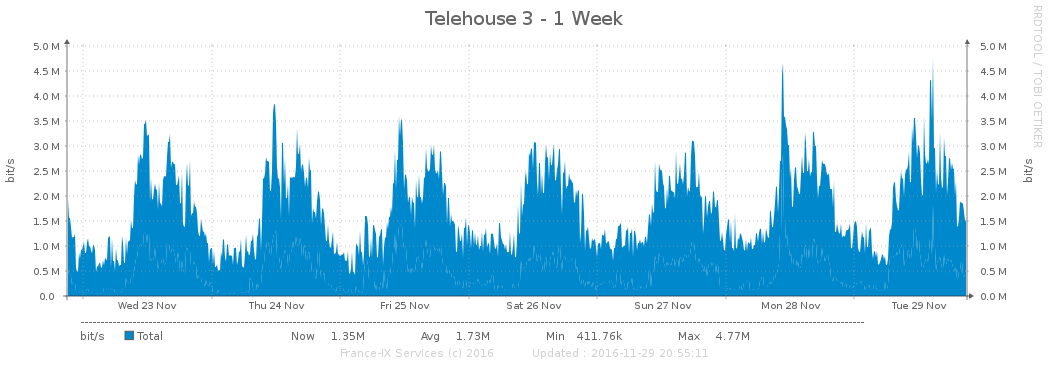 Telehouse 3 - 1 Week
RRDTOOL / TOBI OETIKER
bit/s
bit/s
5.0 M 5.0 M
4.5 M 4.5 M
4.0 M 4.0 M
3.5 M 3.5 M
3.0 M 3.0 M
2.5 M 2.5 M
2.0 M 2.0 M
1.5 M 1.5 M
1.0 M 1.0 M
0.5 M 0.5 M
0.0 0.0 M
Wed 23 Nov Thu 24 Nov Fri 25 Nov Sat 26 Nov Sun 27 Nov Mon 28 Nov Tue 29 Nov
bit/s Total Now 1.35M Avg 1.73M Min 411.76k Max 4.77M
France-IX Services (c) 2016 Updated : 2016-11-29 20:55:11